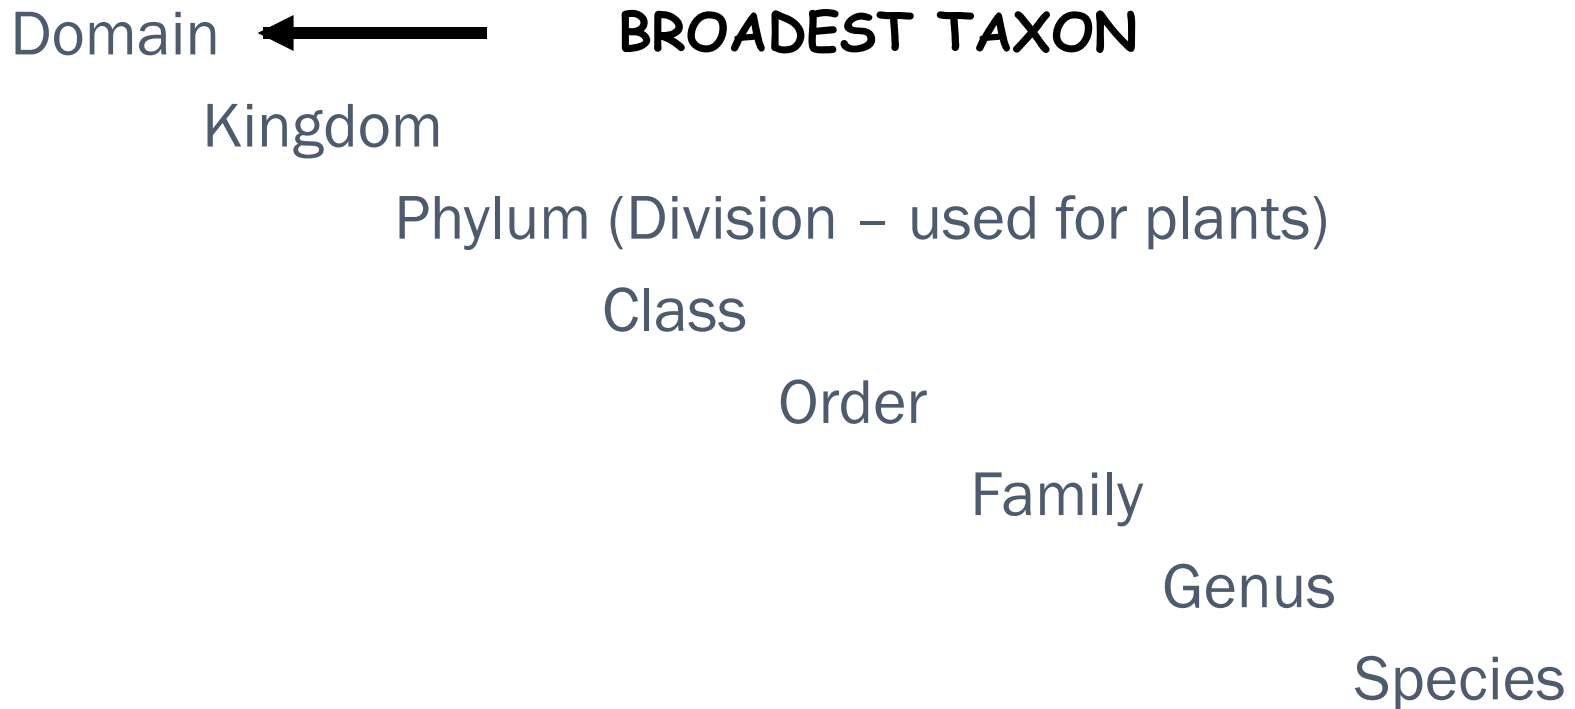 Domain BROADEST TAXON
Kingdom
Phylum (Division – used for plants)
Class
Order
Family
Genus
Species